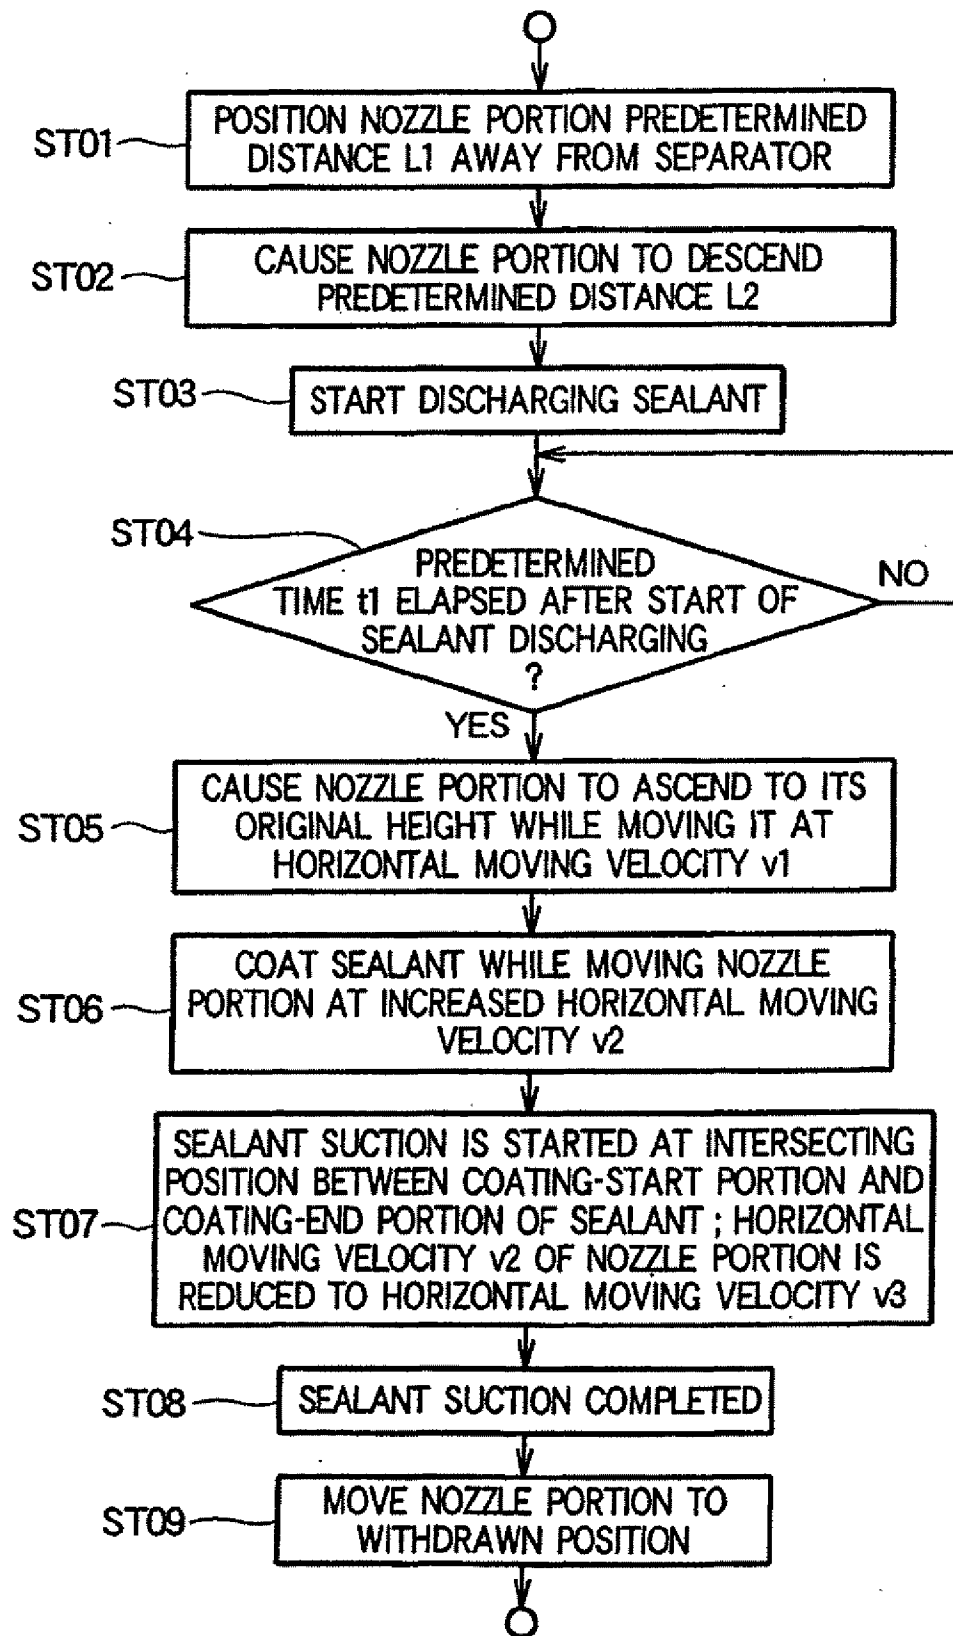 ST01
POSITION NOZZLE PORTION PREDETERMINED
DISTANCE L1 AWAY FROM SEPARATOR
ST02
CAUSE NOZZLE PORTION TO DESCEND
PREDETERMINED DISTANCE L2
ST03
START DISCHARGING SEALANT
ST04
PREDETERMINED
TIME t1 ELAPSED AFTER START OF
SEALANT DISCHARGING
?
NO
YES
ST05
CAUSE NOZZLE PORTION TO ASCEND TO ITS
ORIGINAL HEIGHT WHILE MOVING IT AT
HORIZONTAL MOVING VELOCITY v1
ST06
COAT SEALANT WHILE MOVING NOZZLE
PORTION AT INCREASED HORIZONTAL MOVING
VELOCITY v2
ST07
SEALANT SUCTION IS STARTED AT INTERSECTING
POSITION BETWEEN COATING-START PORTION AND
COATING-END PORTION OF SEALANT ; HORIZONTAL
MOVING VELOCITY v2 OF NOZZLE PORTION IS
REDUCED TO HORIZONTAL MOVING VELOCITY v3
ST08
SEALANT SUCTION COMPLETED
ST09
MOVE NOZZLE PORTION TO
WITHDRAWN POSITION